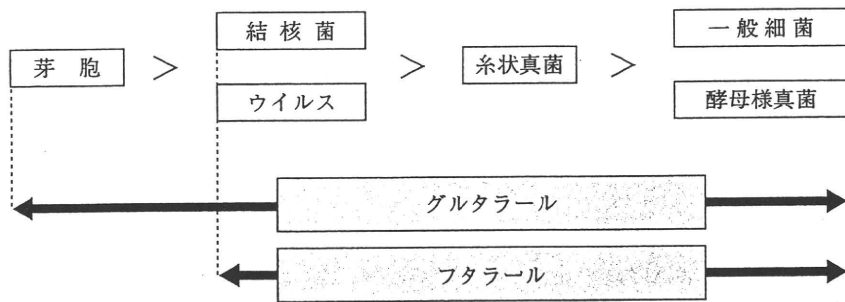 結核菌
一般細菌
芽胞 > > 糸状真菌 >
ウイルス
酵母様真菌
グルタラール
フタラール